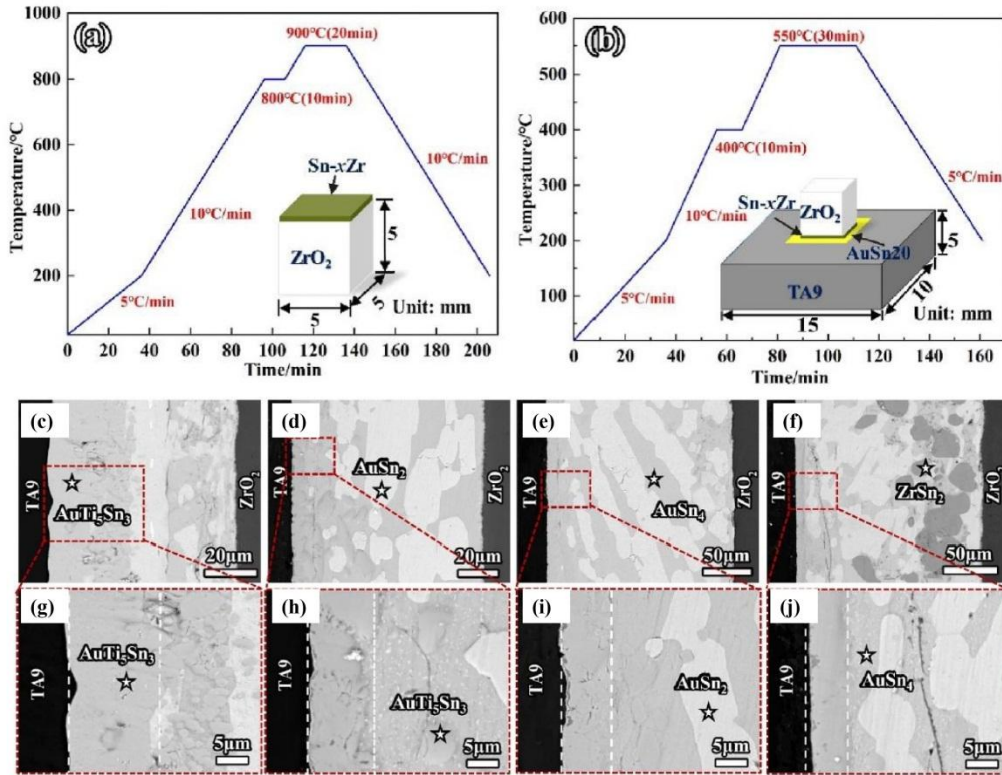 (a)
Temperature/°C
1000
800
600
400
200
0 20 40 60 80 100 120 140 160 180 200
Time/min
900°C(20min)
800°C(10min)
10°C/min
10°C/min
5°C/min
Sn-xZr
ZrO2
5
5
5
Unit: mm
(b)
Temperature/°C
600
500
400
300
200
100
0 20 40 60 80 100 120 140 160
Time/min
550°C(30min)
400°C(10min)
5°C/min
10°C/min
5°C/min
Sn-xZr
ZrO2
AuSn20
TA9
5
10
15
Unit: mm
(c)
TA9
AuTi5Sn3
ZrO2
20μm
(d)
TA9
AuSn2
ZrO2
20μm
(e)
TA9
AuSn4
ZrO2
50μm
(f)
TA9
ZrSn2
ZrO2
50μm
(g)
TA9
AuTi5Sn3
5μm
(h)
TA9
AuTi5Sn3
5μm
(i)
TA9
AuSn2
5μm
(j)
TA9
AuSn4
5μm